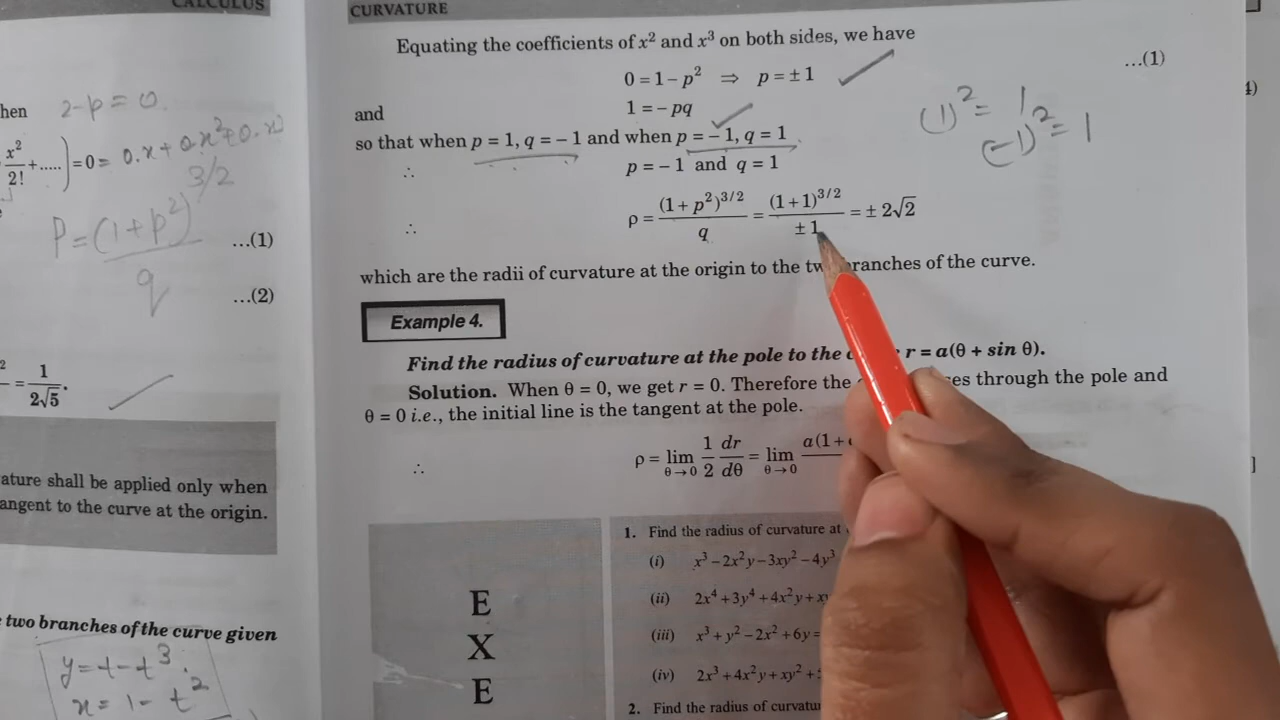 CALCULUS
hen 2-p=0
x²/2! +.....) =0= 0.x+0.x²+0.x
3/2
P=(1+p²)/q
...(1)
...(2)
= 1/2√5.
ature shall be applied only when
angent to the curve at the origin.
two branches of the curve given
y=t-t³.
x=1-t²
CURVATURE
Equating the coefficients of x² and x³ on both sides, we have
0=1-p² ⇒ p=±1 ...(1)
and 1=-pq
so that when p=1, q=-1 and when p=-1, q=1
∴ p=-1 and q=1
∴ ρ=(1+p²)^3/2/q=(1+1)^3/2/±1=±2√2
(1)²=1
(-1)²=1
which are the radii of curvature at the origin to the two branches of the curve.
Example 4.
Find the radius of curvature at the pole to the r=a(θ+sin θ).
Solution. When θ=0, we get r=0. Therefore the es through the pole and
θ=0 i.e., the initial line is the tangent at the pole.
∴ ρ=lim θ→0 1/2 dr/dθ=lim θ→0 a(1+
E
X
E
1. Find the radius of curvature at
(i) x³-2x²y-3xy²-4y³
(ii) 2x⁴+3y⁴+4x²y+x
(iii) x³+y²-2x²+6y=
(iv) 2x³+4x²y+xy²+
2. Find the radius of curvatu
4)
]